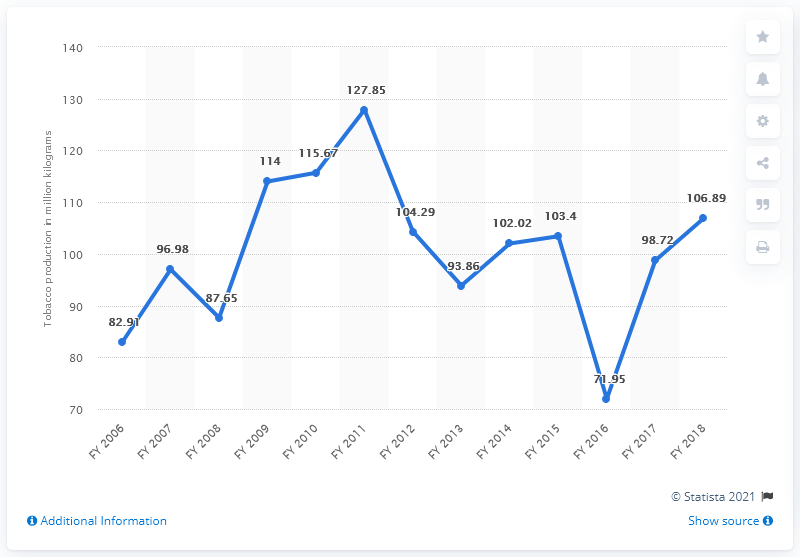 140
130
120
110
100
90
80
70
Tobacco production in million kilograms
82.91
96.98
87.65
114
115.67
127.85
104.29
93.86
102.02
103.4
71.95
98.72
106.89
FY 2006
FY 2007
FY 2008
FY 2009
FY 2010
FY 2011
FY 2012
FY 2013
FY 2014
FY 2015
FY 2016
FY 2017
FY 2018
© Statista 2021
Additional Information
Show source